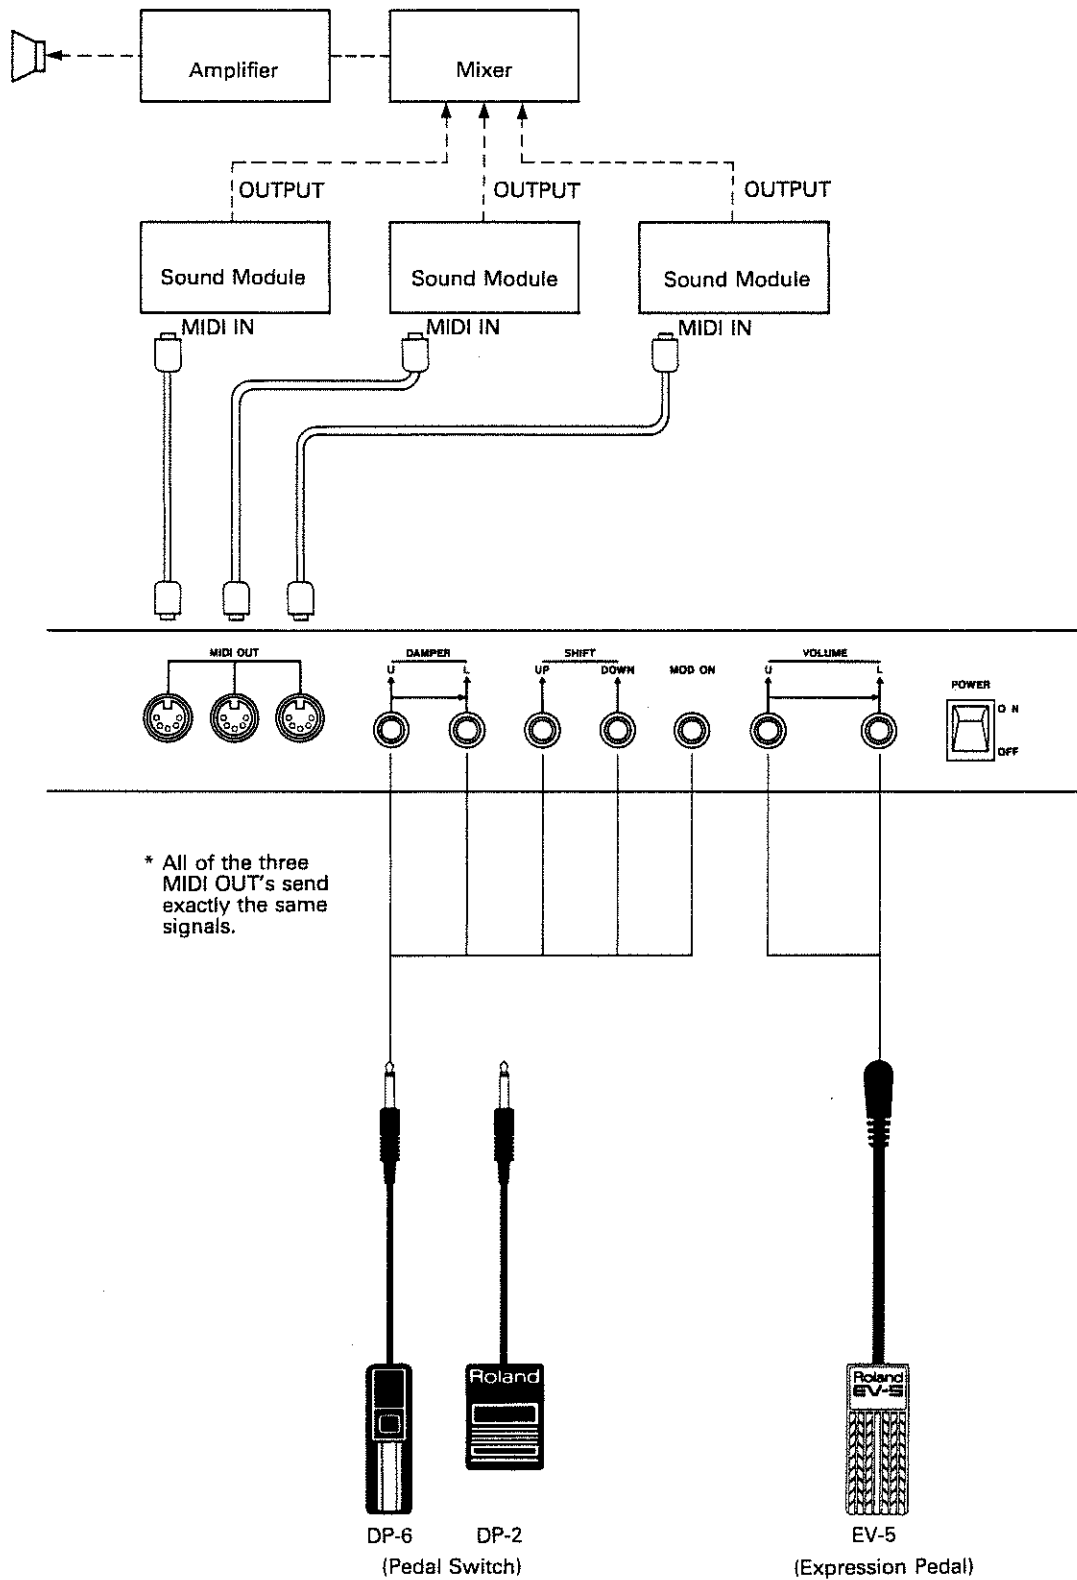 Amplifier
Mixer
OUTPUT
OUTPUT
OUTPUT
Sound Module
Sound Module
Sound Module
MIDI IN
MIDI IN
MIDI IN
MIDI OUT
DAMPER
U
L
SHIFT
UP
DOWN
MOD ON
VOLUME
U
L
POWER
ON
OFF
* All of the three
MIDI OUT's send
exactly the same
signals.
Roland
Roland
EV-5
DP-6
DP-2
EV-5
(Pedal Switch)
(Expression Pedal)